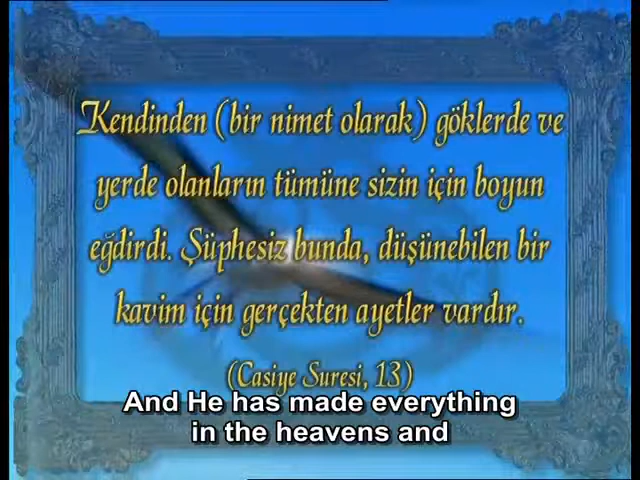 Kendinden (bir nimet olarak) göklerde ve
yerde olanların tümüne sizin için boyun
eğdirdi. Şüphesiz bunda, düşünebilen bir
kavim için gerçekten ayetler vardır.
(Casiye Suresi, 13)
And He has made everything
in the heavens and